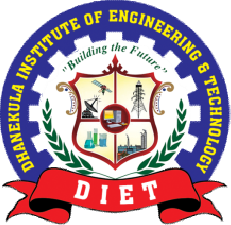 DHANEKULA INSTITUTE OF ENGINEERING & TECHNOLOGY
"Building the Future"
DIET